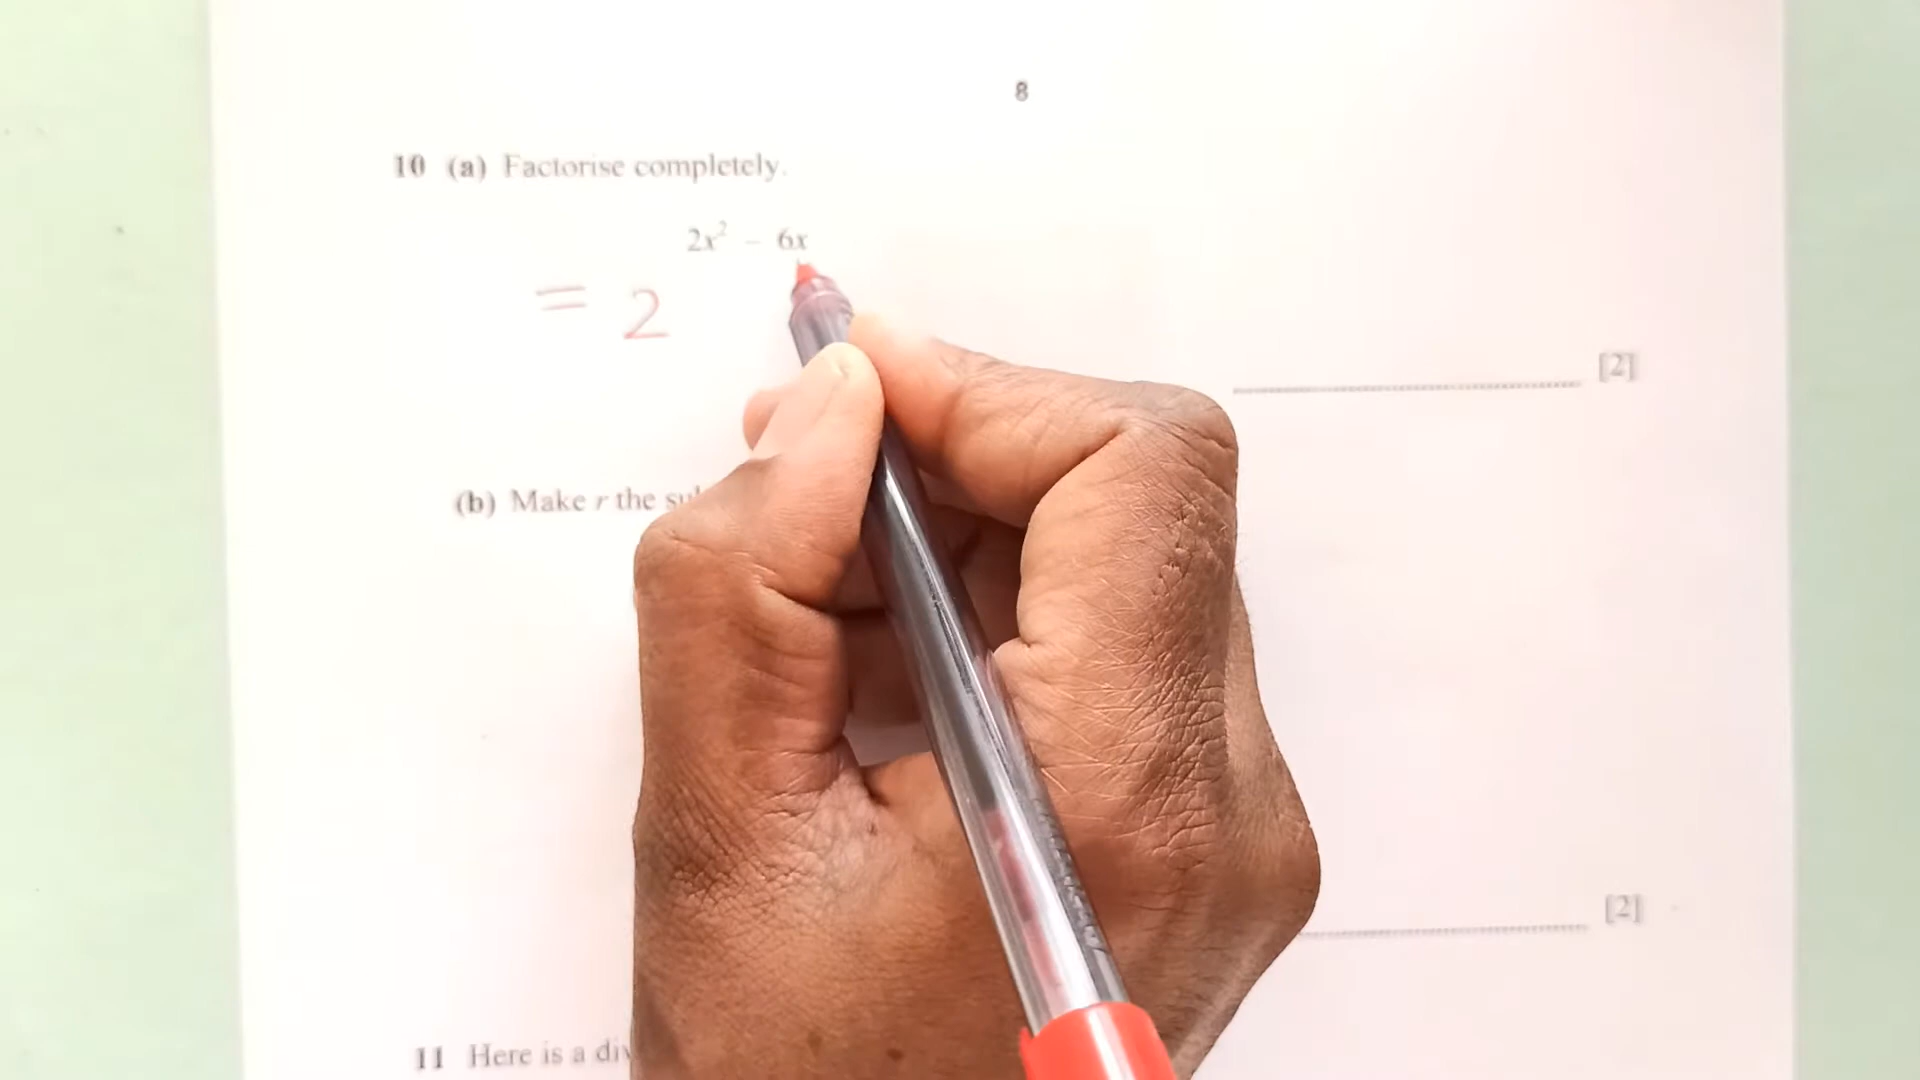 8
10 (a) Factorise completely.
2x² – 6x
= 2
[2]
(b) Make r the
[2]
11 Here is a